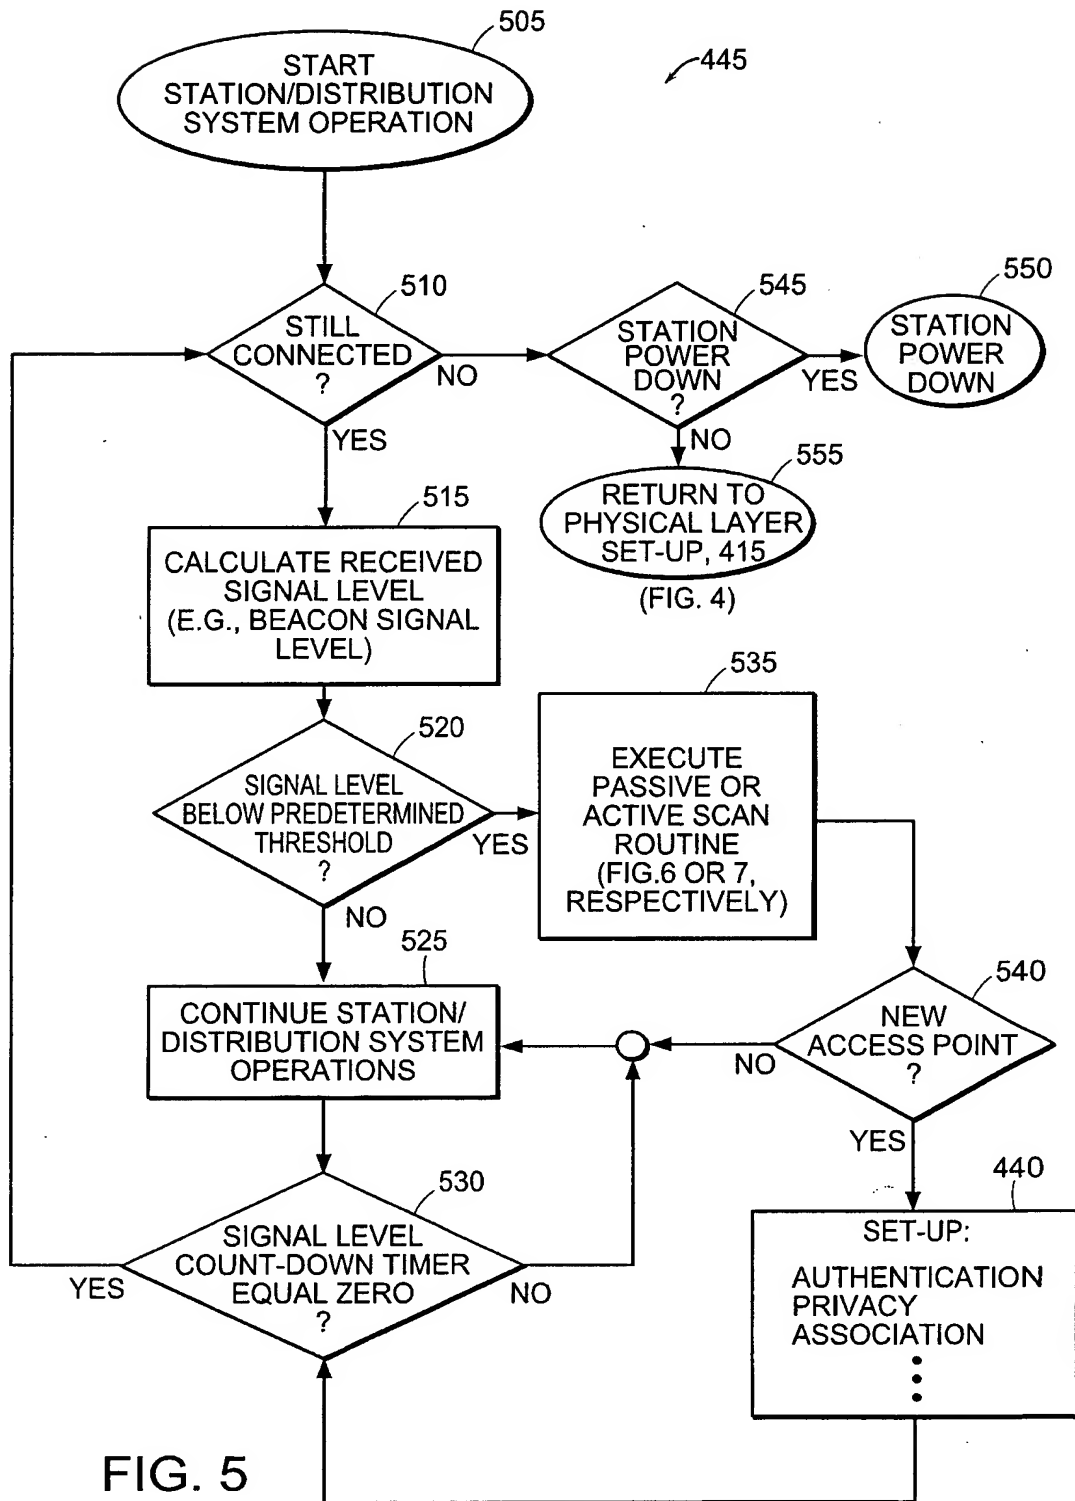 505
START
STATION/DISTRIBUTION
SYSTEM OPERATION
445
510
STILL
CONNECTED
?
NO
YES
545
STATION
POWER
DOWN
?
YES
NO
550
STATION
POWER
DOWN
555
RETURN TO
PHYSICAL LAYER
SET-UP, 415
(FIG. 4)
515
CALCULATE RECEIVED
SIGNAL LEVEL
(E.G., BEACON SIGNAL
LEVEL)
520
SIGNAL LEVEL
BELOW PREDETERMINED
THRESHOLD
?
YES
NO
535
EXECUTE
PASSIVE OR
ACTIVE SCAN
ROUTINE
(FIG.6 OR 7,
RESPECTIVELY)
525
CONTINUE STATION/
DISTRIBUTION SYSTEM
OPERATIONS
540
NEW
ACCESS POINT
?
NO
YES
530
SIGNAL LEVEL
COUNT-DOWN TIMER
EQUAL ZERO
?
YES
NO
440
SET-UP:
AUTHENTICATION
PRIVACY
ASSOCIATION
FIG. 5